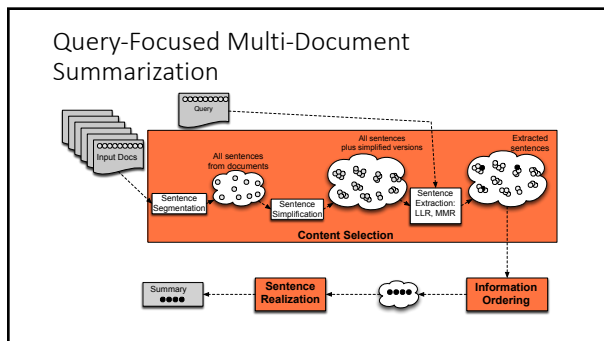 Query-Focused Multi-Document
Summarization
Query
Input Docs
All sentences
from documents
All sentences
plus simplified versions
Extracted
sentences
Sentence
Segmentation
Sentence
Simplification
Sentence
Extraction:
LLR, MMR
Content Selection
Summary
Sentence
Realization
Information
Ordering